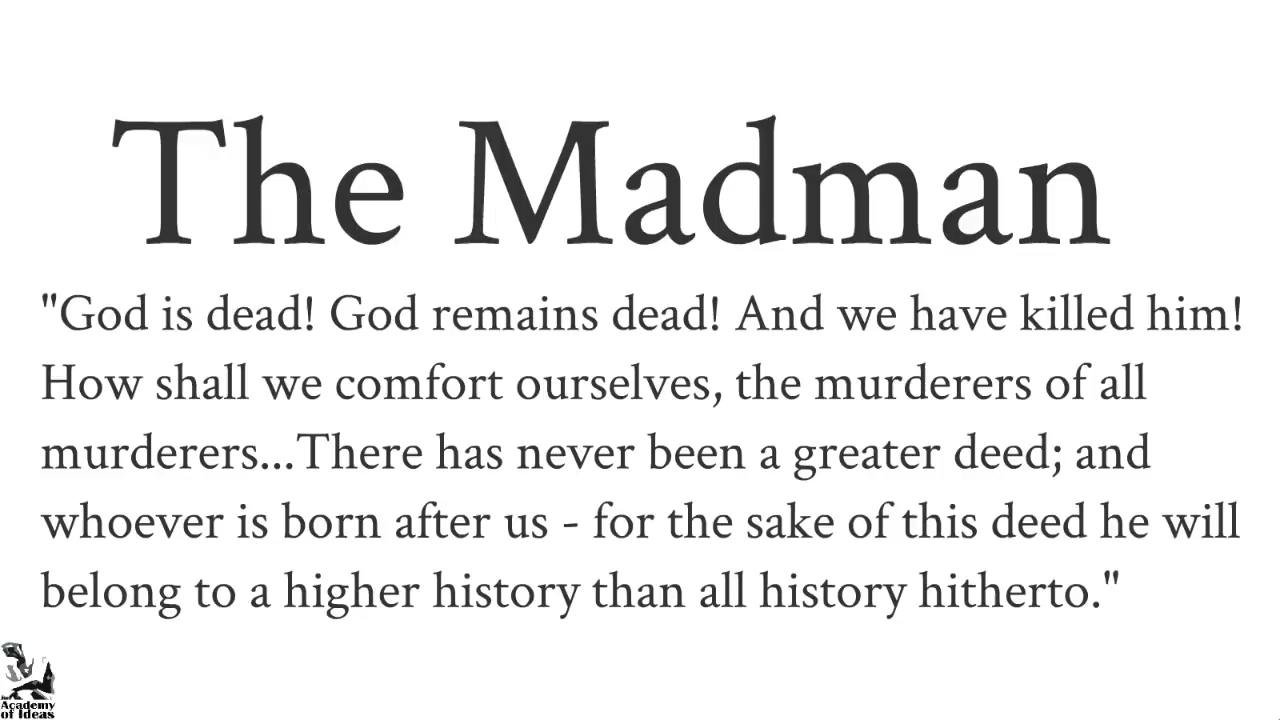 The Madman
"God is dead! God remains dead! And we have killed him!
How shall we comfort ourselves, the murderers of all
murderers...There has never been a greater deed; and
whoever is born after us - for the sake of this deed he will
belong to a higher history than all history hitherto."
Academy
of Ideas